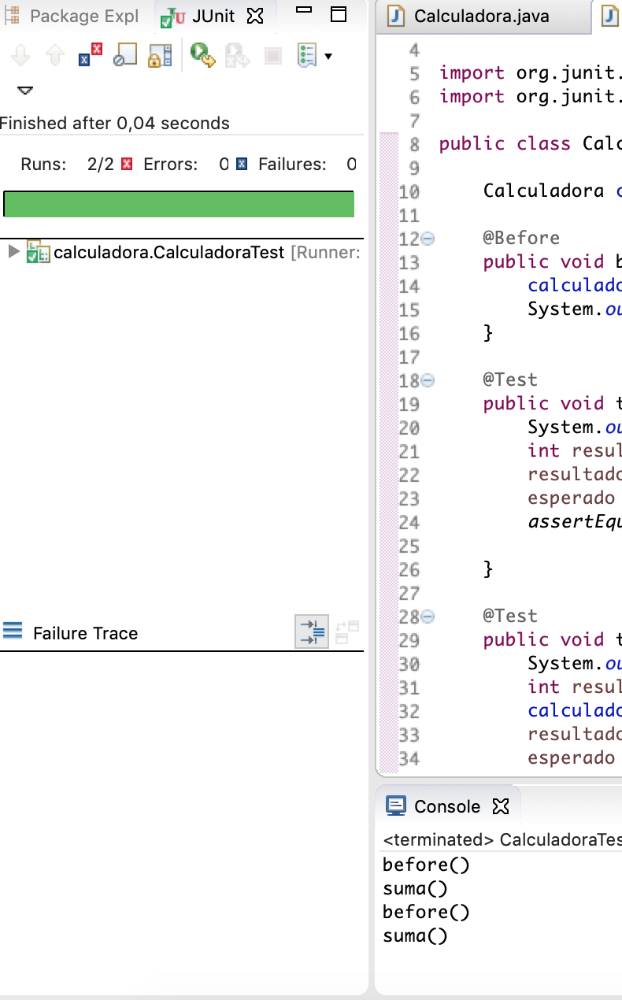 Package Expl JUnit
Finished after 0,04 seconds
Runs: 2/2 Errors: 0 Failures: 0
calculadora.CalculadoraTest [Runner:
Failure Trace
Calculadora.java
4
5 import org.junit.
6 import org.junit.
7
8 public class Calc
9
10 Calculadora c
11
12 @Before
13 public void b
14 calculado
15 System.ou
16 }
17
18 @Test
19 public void t
20 System.ou
21 int resul
22 resultado
23 esperado
24 assertEqu
25
26 }
27
28 @Test
29 public void t
30 System.ou
31 int resul
32 calculado
33 resultado
34 esperado
Console
<terminated> CalculadoraTes
before()
suma()
before()
suma()